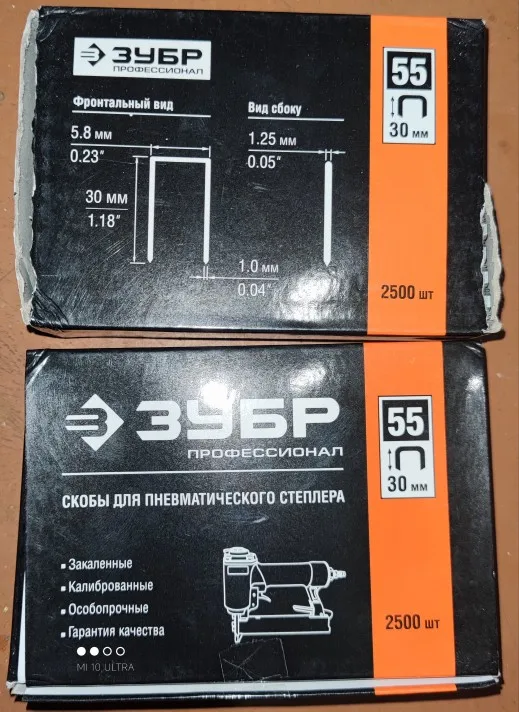 ЗУБР
ПРОФЕССИОНАЛ
55
30 мм
Фронтальный вид
Вид сбоку
5.8 мм
0.23"
1.25 мм
0.05"
30 мм
1.18"
1.0 мм
0.04"
2500 шт
ЗУБР
ПРОФЕССИОНАЛ
55
30 мм
СКОБЫ ДЛЯ ПНЕВМАТИЧЕСКОГО СТЕПЛЕРА
▪ Закаленные
▪ Калиброванные
▪ Особопрочные
▪ Гарантия качества
2500 шт
MI 10 ULTRA